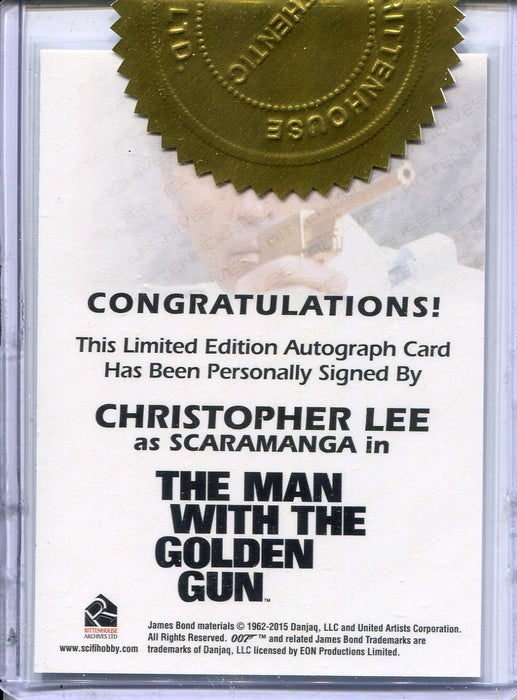 LTD.
AUTHENTIC
RITTENHOUSE
CONGRATULATIONS!
This Limited Edition Autograph Card
Has Been Personally Signed By
CHRISTOPHER LEE
as SCARAMANGA in
THE MAN
WITH THE
GOLDEN
GUN™
RITTENHOUSE
ARCHIVES LTD
www.scifihobby.com
James Bond materials © 1962-2015 Danjaq, LLC and United Artists Corporation.
All Rights Reserved. 007™ and related James Bond Trademarks are
trademarks of Danjaq, LLC licensed by EON Productions Limited.